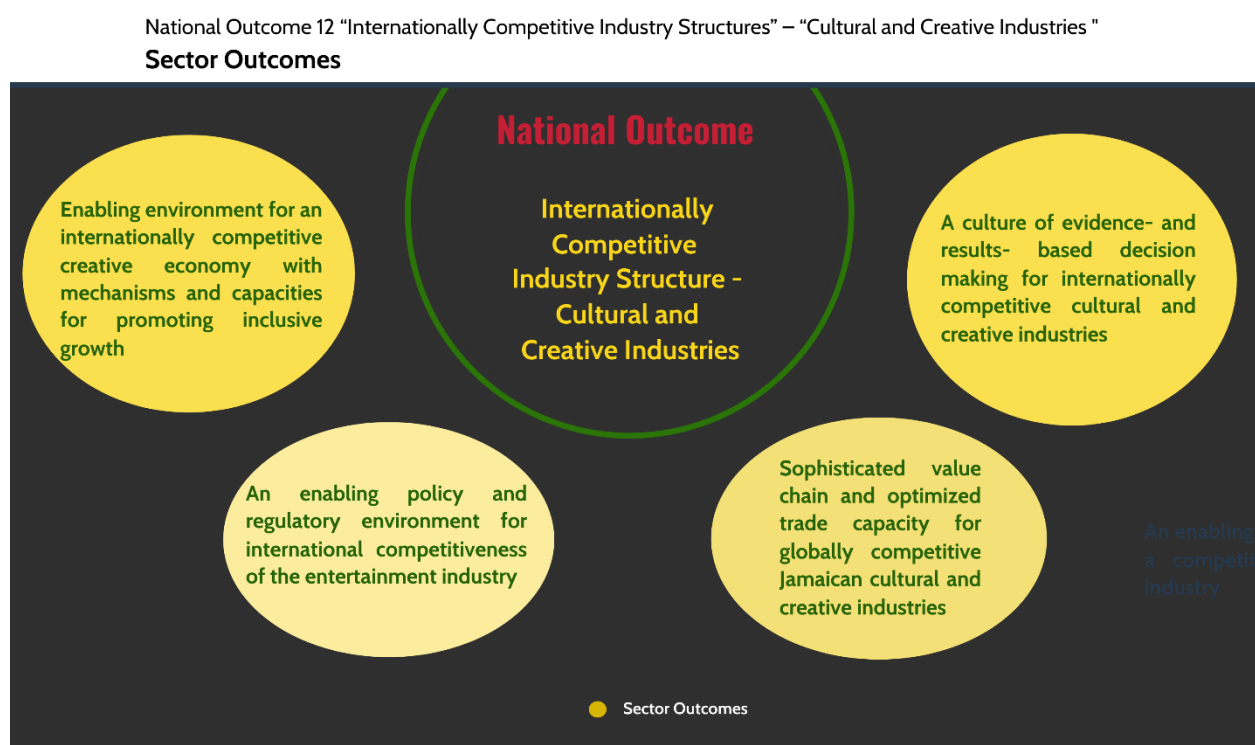 National Outcome 12 “Internationally Competitive Industry Structures” – “Cultural and Creative Industries "
Sector Outcomes
National Outcome
Internationally
Competitive
Industry Structure -
Cultural and
Creative Industries
Enabling environment for an
internationally competitive
creative economy with
mechanisms and capacities
for promoting inclusive
growth
A culture of evidence- and
results- based decision
making for internationally
competitive cultural and
creative industries
An enabling policy and
regulatory environment for
international competitiveness
of the entertainment industry
Sophisticated value
chain and optimized
trade capacity for
globally competitive
Jamaican cultural and
creative industries
An enabling
a competit
industry
Sector Outcomes